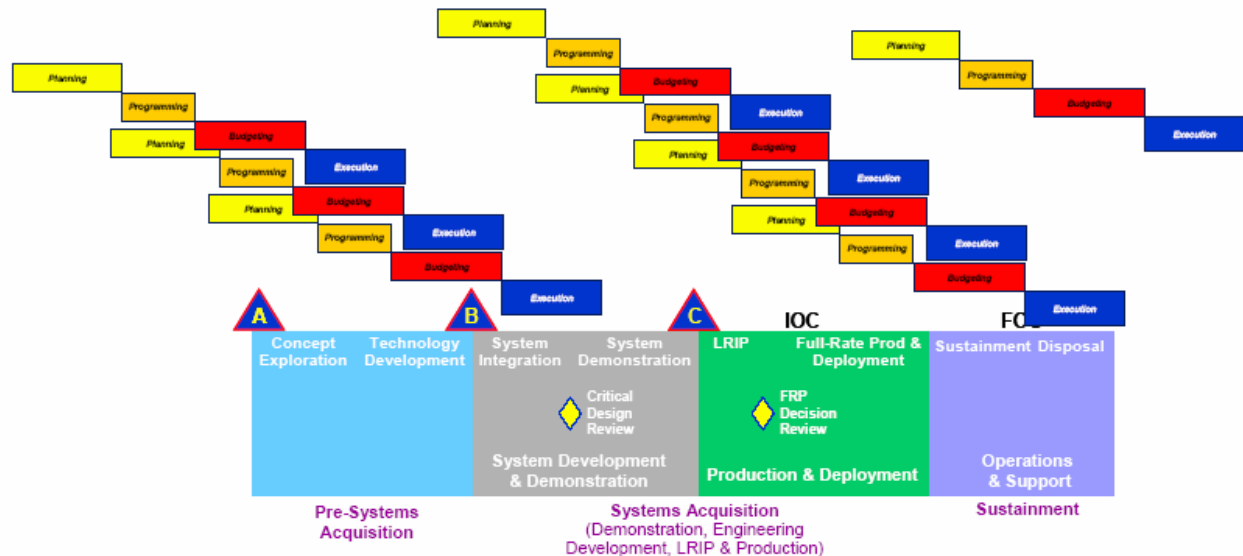 Planning
Programming
Budgeting
Execution
Planning
Programming
Budgeting
Execution
Planning
Programming
Budgeting
Execution
Planning
Programming
Budgeting
Execution
Planning
Programming
Budgeting
Execution
Planning
Programming
Budgeting
Execution
Planning
Programming
Budgeting
Execution
Planning
Programming
Budgeting
Execution
A
B
C
IOC
Concept
Exploration
Technology
Development
System
Integration
System
Demonstration
LRIP
Full-Rate Prod &
Deployment
Sustainment Disposal
Critical
Design
Review
FRP
Decision
Review
System Development
& Demonstration
Production & Deployment
Operations
& Support
Pre-Systems
Acquisition
Systems Acquisition
(Demonstration, Engineering
Development, LRIP & Production)
Sustainment